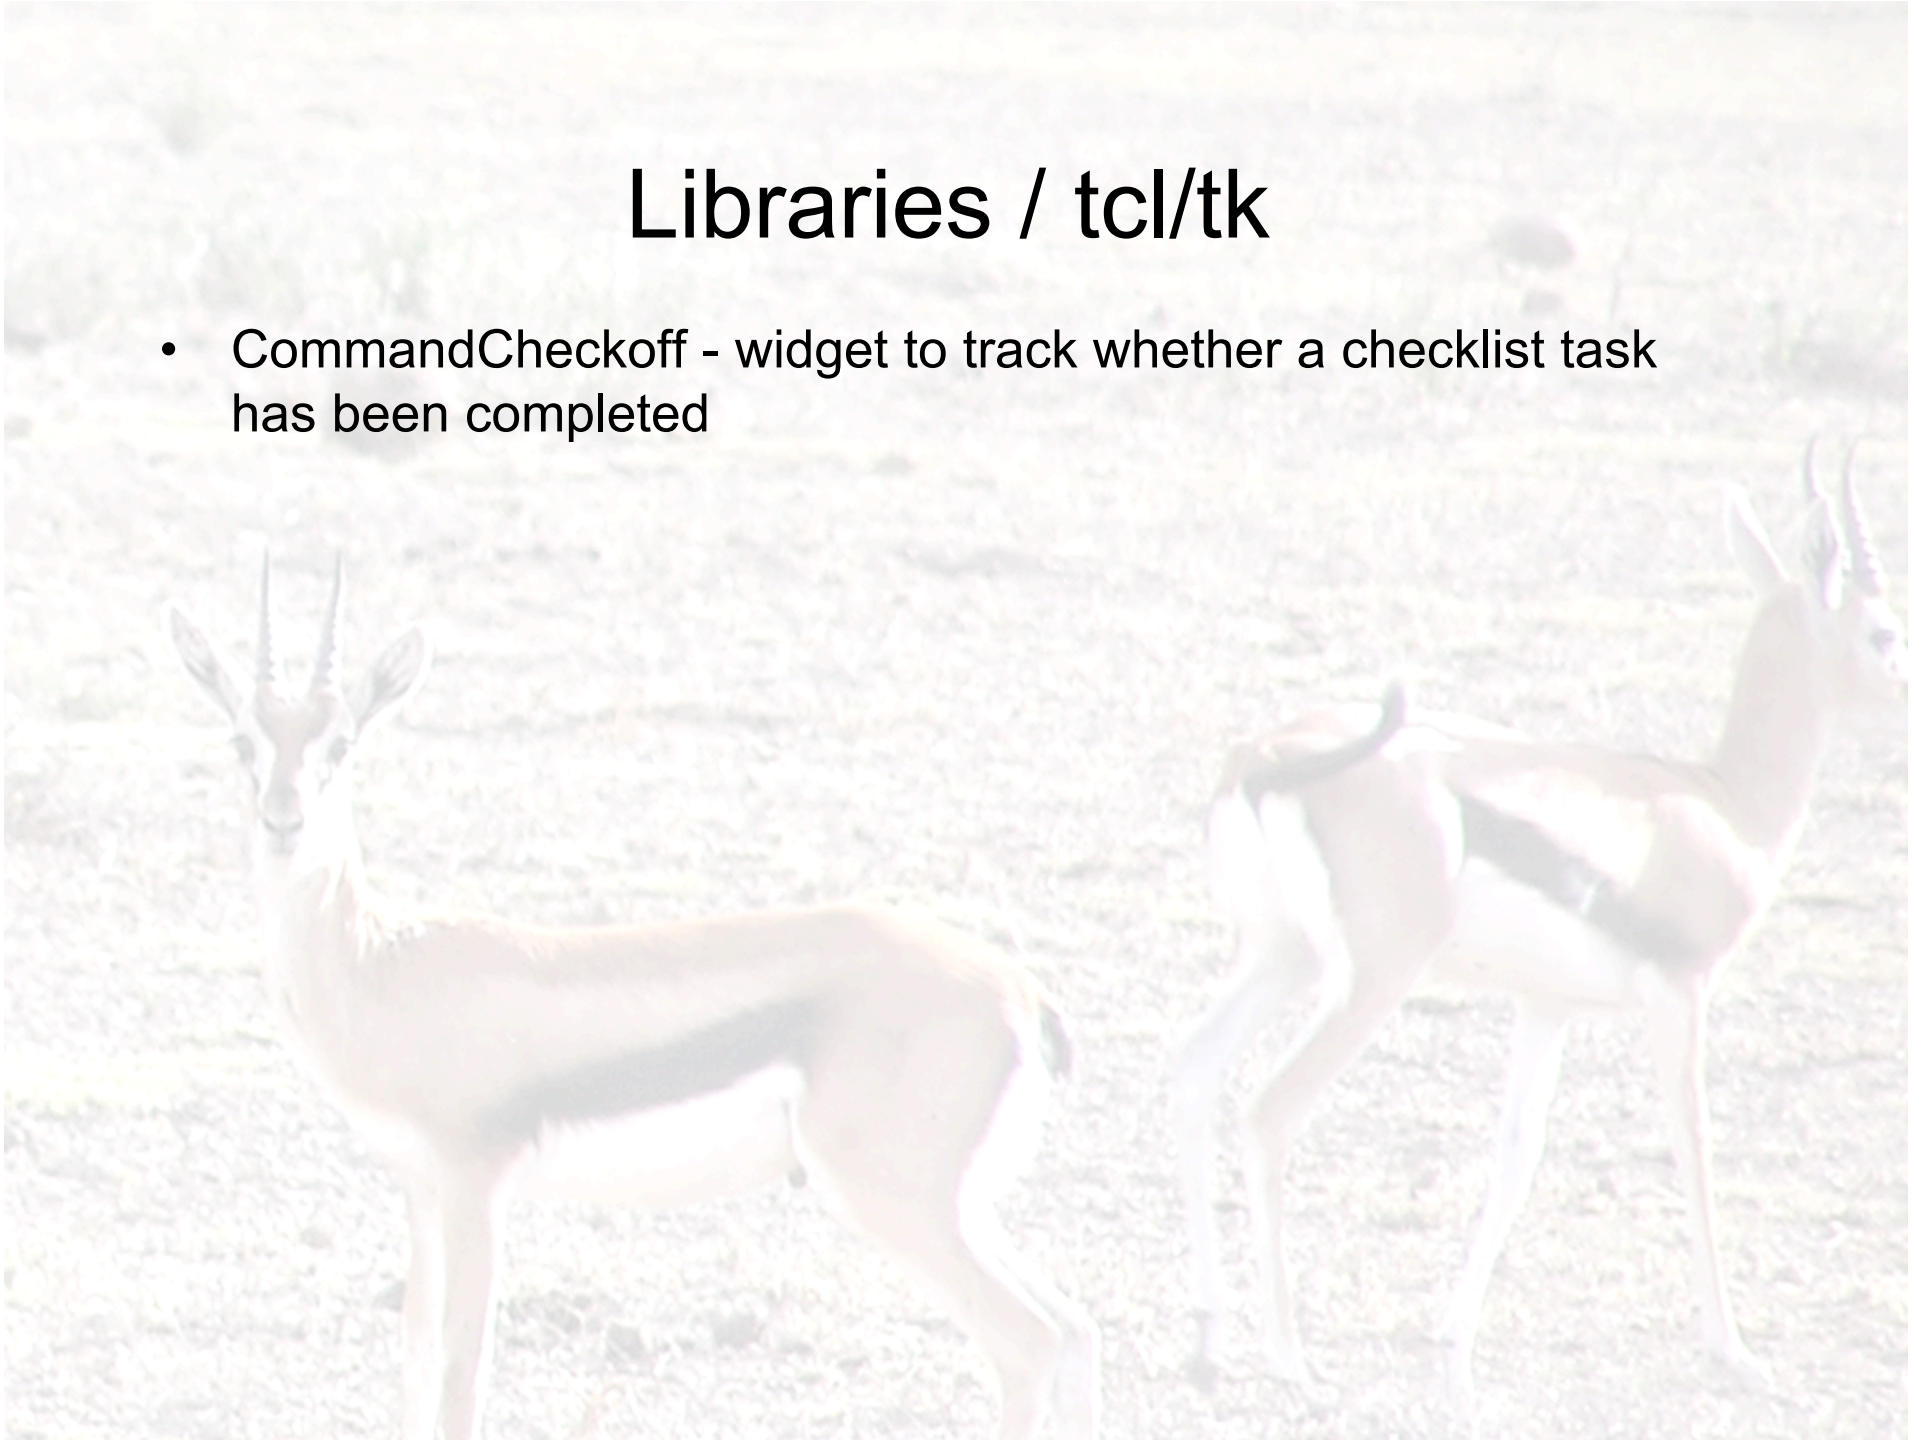 Libraries / tcl/tk
• CommandCheckoff - widget to track whether a checklist task
has been completed